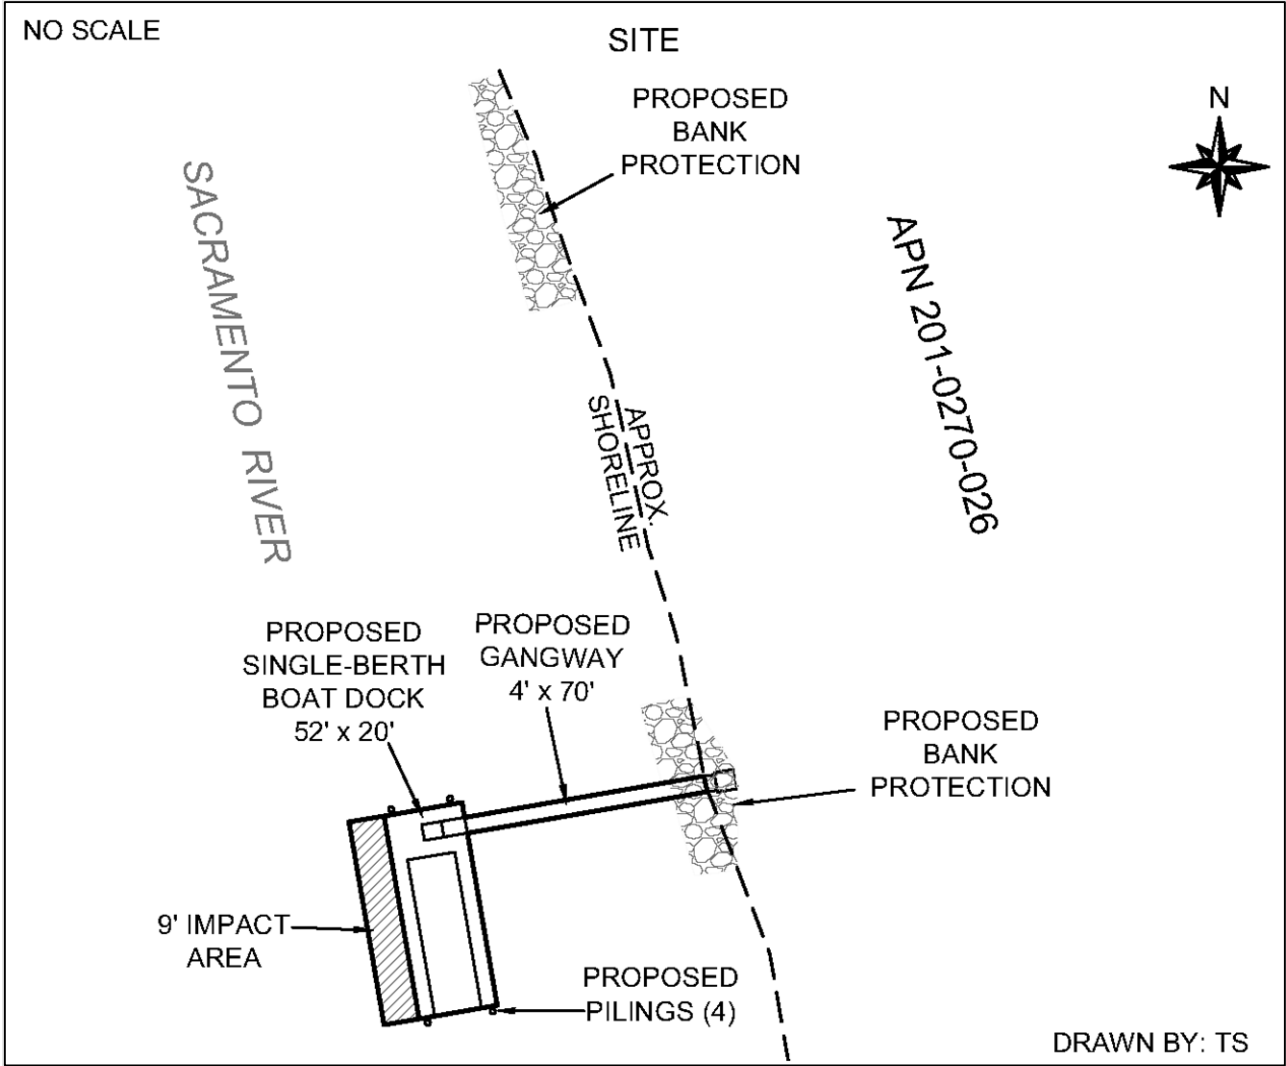 NO SCALE
SITE
N
PROPOSED
BANK
PROTECTION
SACRAMENTO RIVER
APN 201-0270-026
APPROX.
SHORELINE
PROPOSED
SINGLE-BERTH
BOAT DOCK
52' x 20'
PROPOSED
GANGWAY
4' x 70'
PROPOSED
BANK
PROTECTION
9' IMPACT
AREA
PROPOSED
PILINGS (4)
DRAWN BY: TS